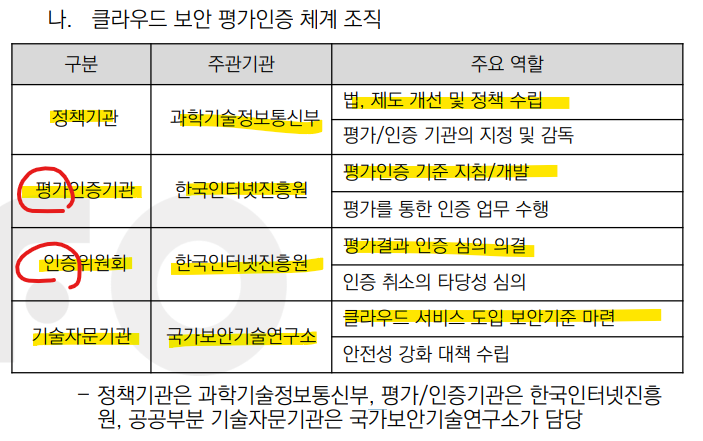 나. 클라우드 보안 평가인증 체계 조직
구분 주관기관 주요 역할
정책기관 과학기술정보통신부 법, 제도 개선 및 정책 수립
평가/인증 기관의 지정 및 감독
평가인증기관 한국인터넷진흥원 평가인증 기준 지침/개발
평가를 통한 인증 업무 수행
인증위원회 한국인터넷진흥원 평가결과 인증 심의 의결
인증 취소의 타당성 심의
기술자문기관 국가보안기술연구소 클라우드 서비스 도입 보안기준 마련
안전성 강화 대책 수립
- 정책기관은 과학기술정보통신부, 평가/인증기관은 한국인터넷진흥
원, 공공부분 기술자문기관은 국가보안기술연구소가 담당